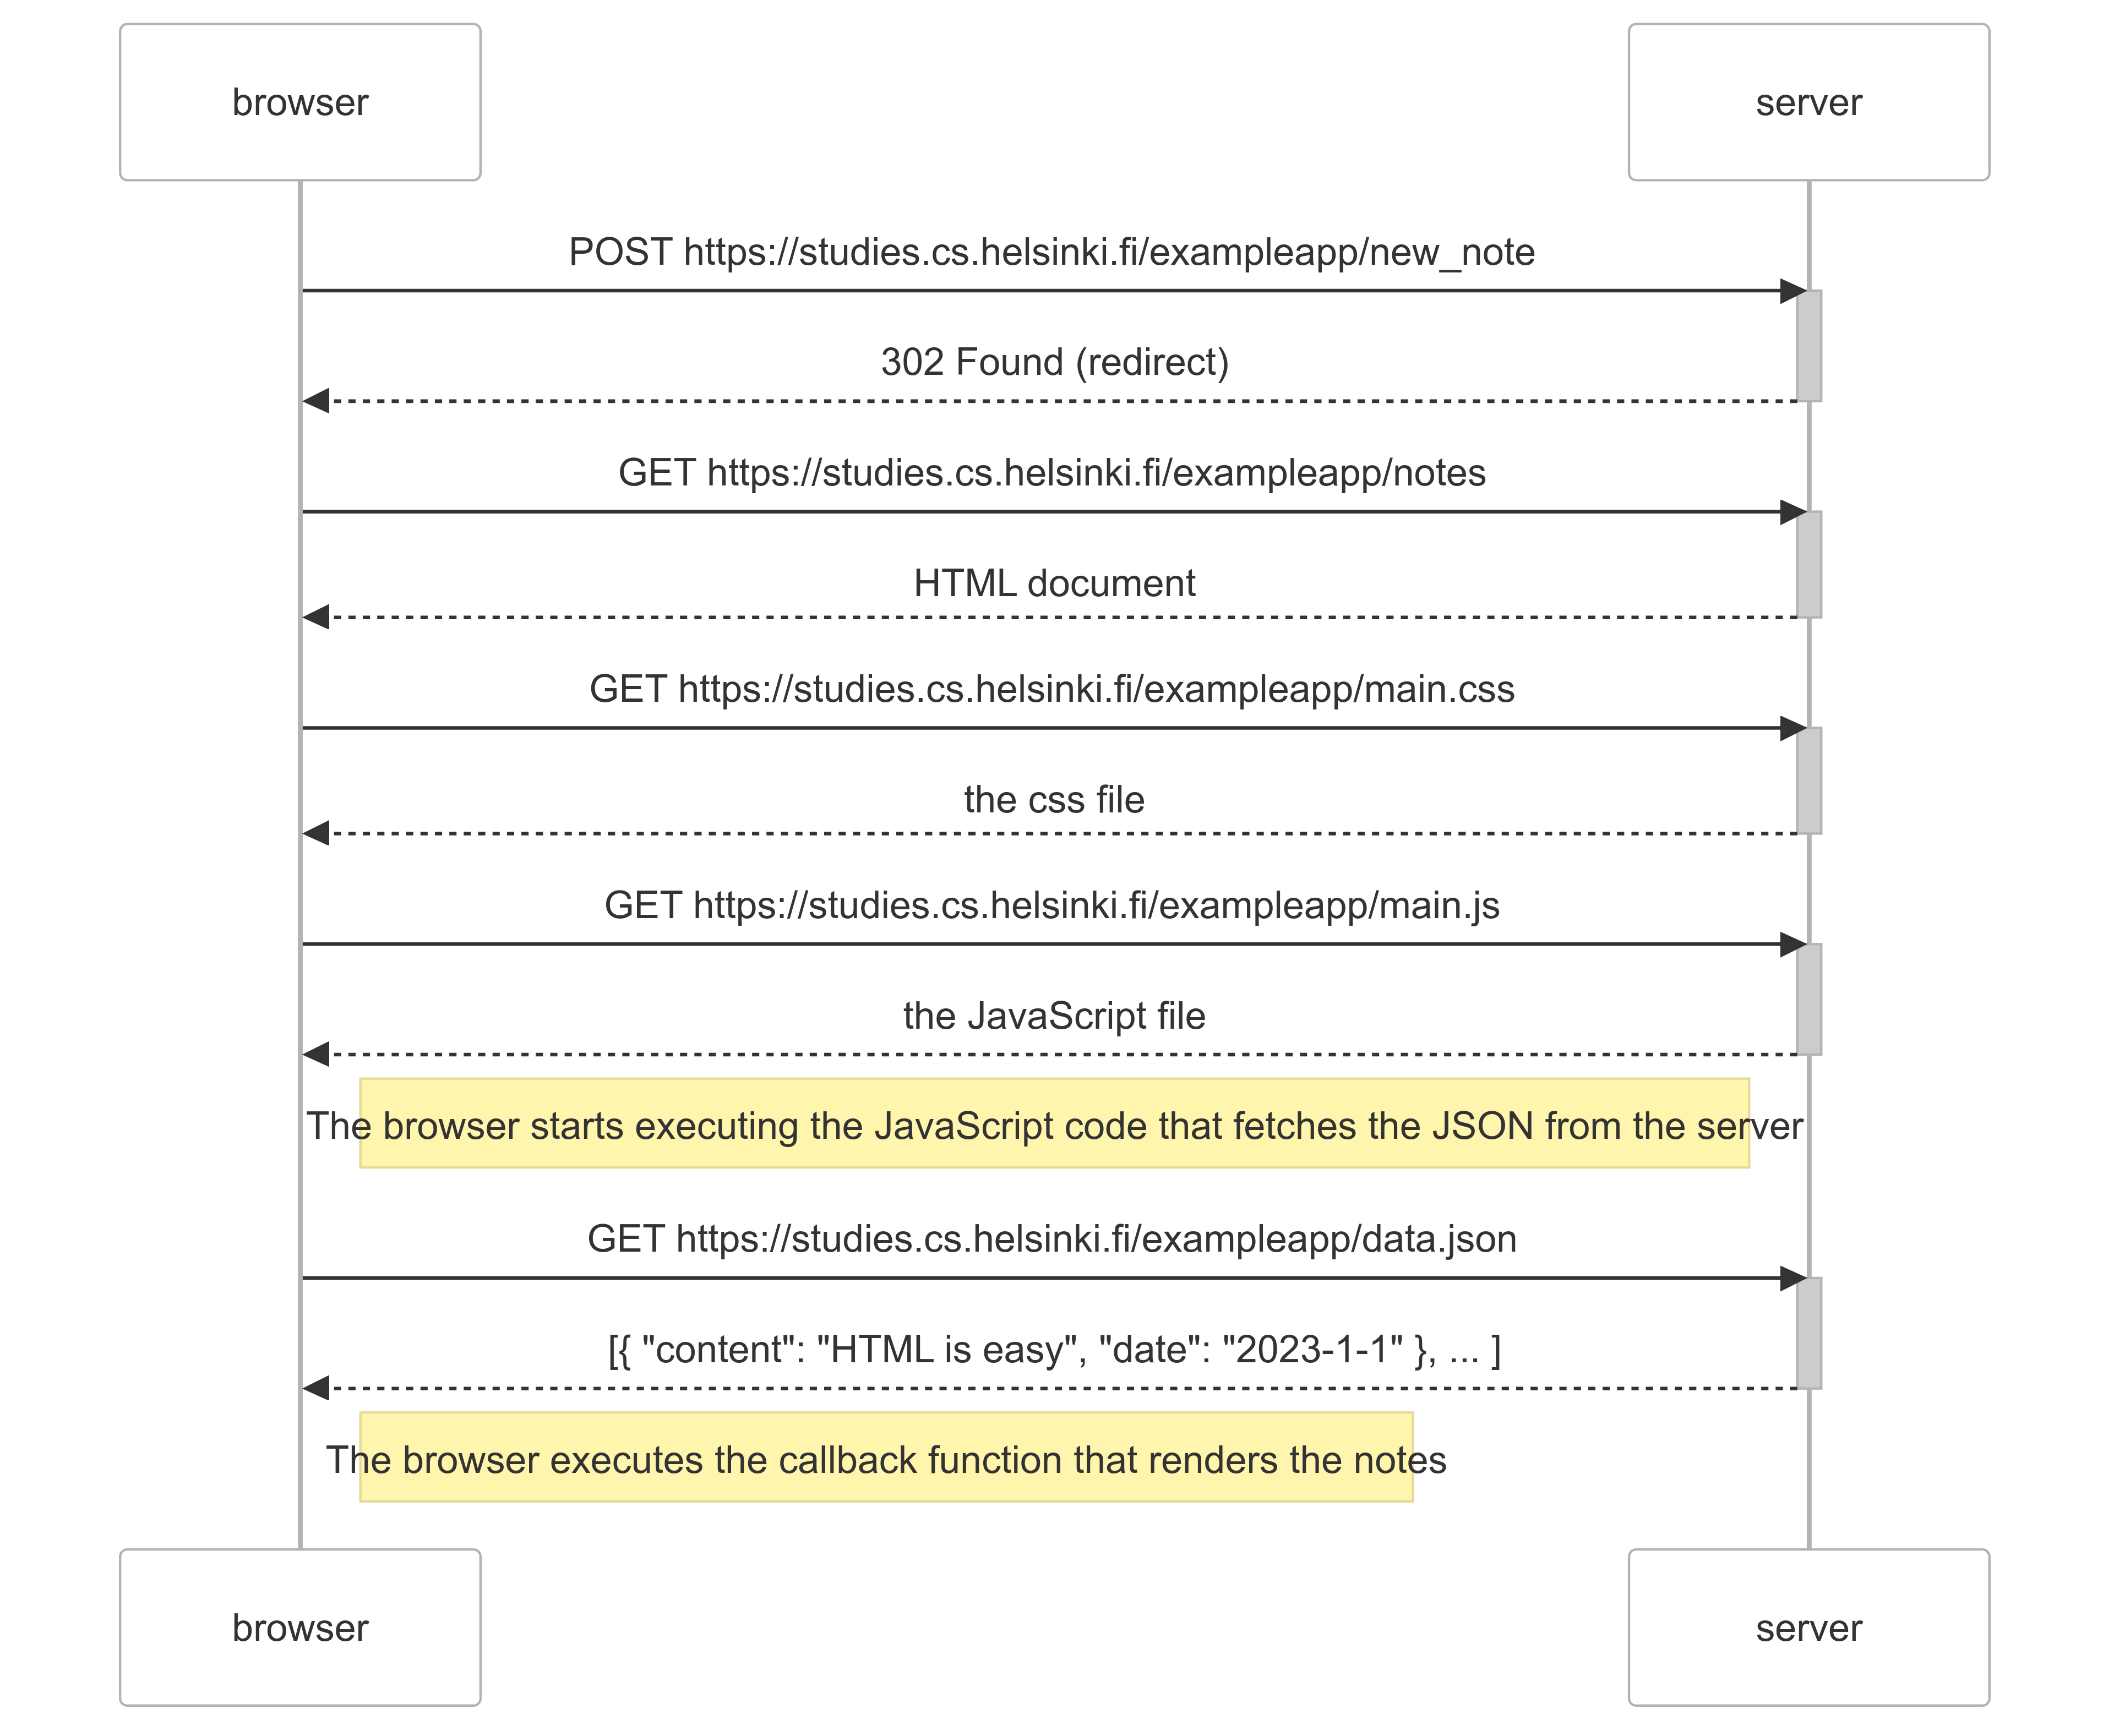 browser
server
POST https://studies.cs.helsinki.fi/exampleapp/new_note
302 Found (redirect)
GET https://studies.cs.helsinki.fi/exampleapp/notes
HTML document
GET https://studies.cs.helsinki.fi/exampleapp/main.css
the css file
GET https://studies.cs.helsinki.fi/exampleapp/main.js
the JavaScript file
The browser starts executing the JavaScript code that fetches the JSON from the server
GET https://studies.cs.helsinki.fi/exampleapp/data.json
[{ "content": "HTML is easy", "date": "2023-1-1" }, ... ]
The browser executes the callback function that renders the notes
browser
server